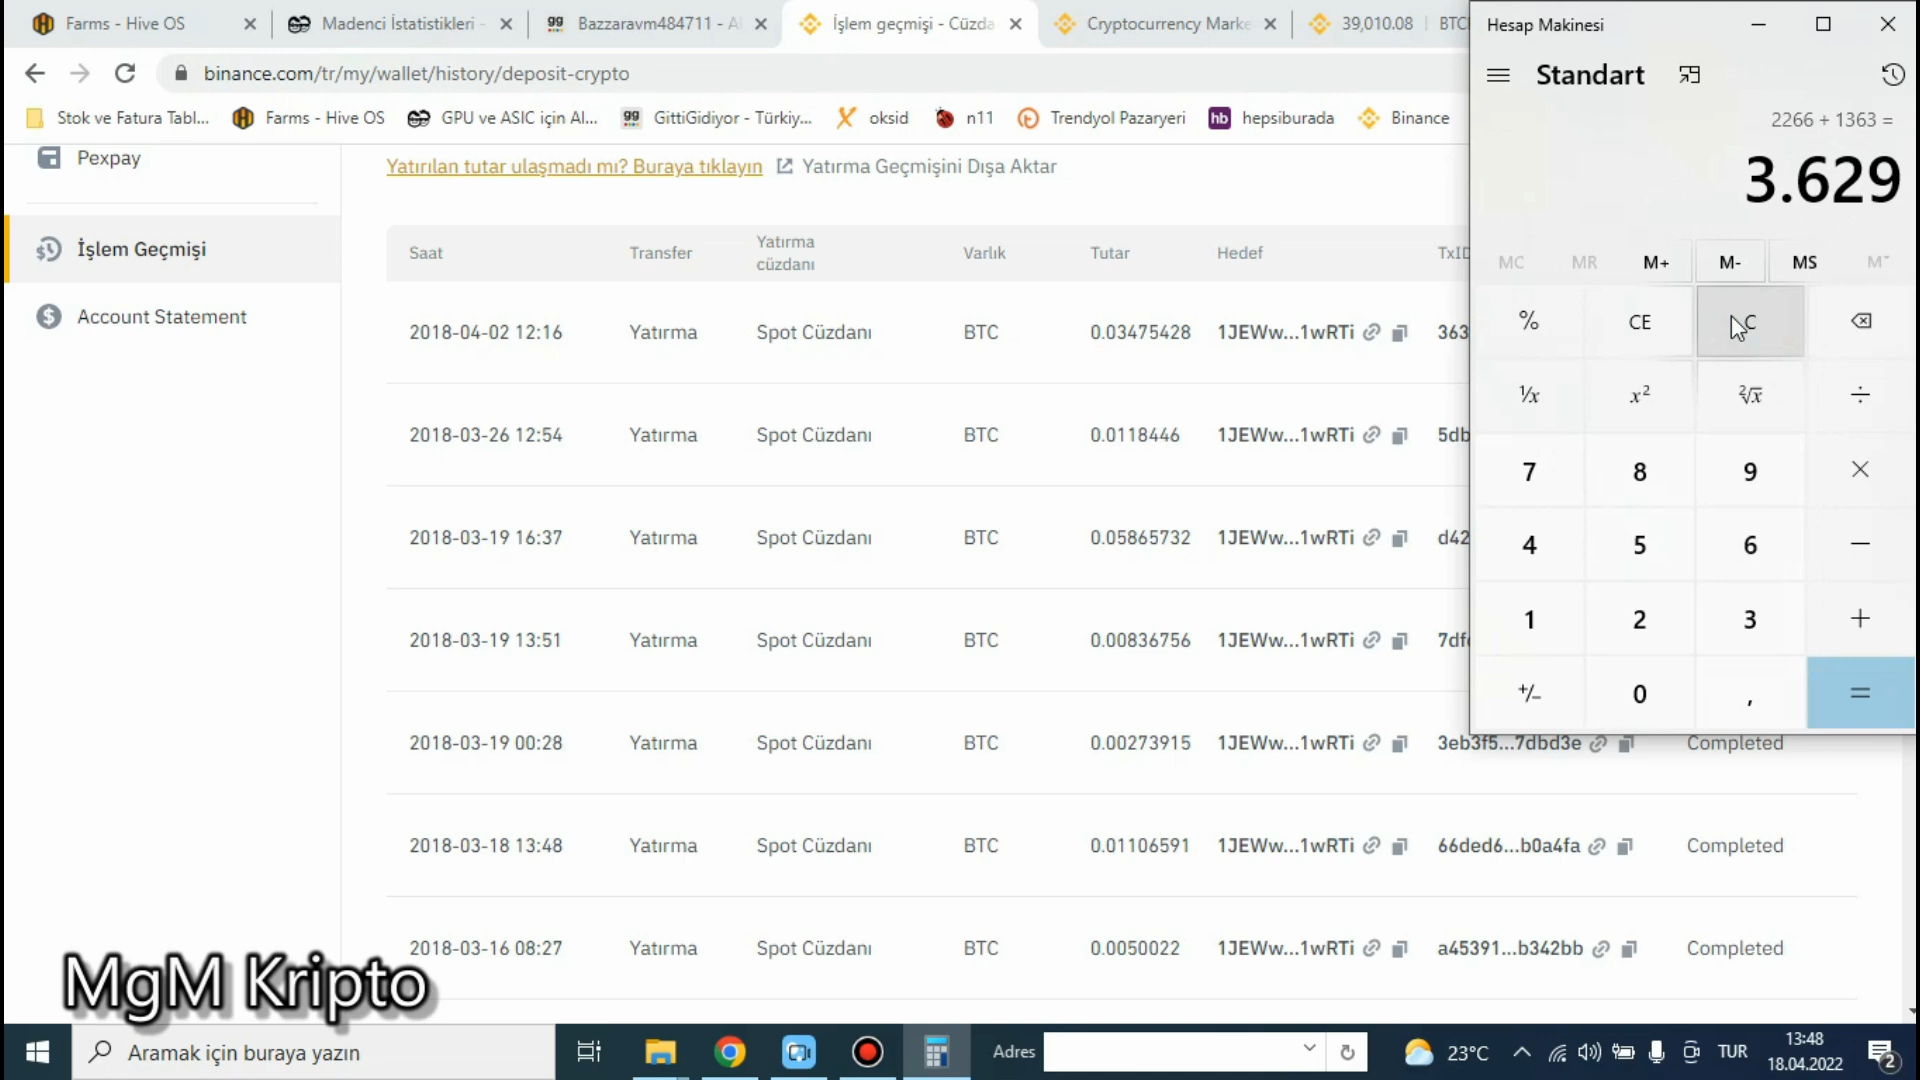 Farms - Hive OS
Madenci İstatistikleri -
Bazzaravm484711 - Al
İşlem geçmişi - Cüzda
Cryptocurrency Marke
39,010.08 | BTC
binance.com/tr/my/wallet/history/deposit-crypto
Stok ve Fatura Tabl...
Farms - Hive OS
GPU ve ASIC için Al...
GittiGidiyor - Türkiy...
oksid
n11
Trendyol Pazaryeri
hb hepsiburada
Binance
Pexpay
İşlem Geçmişi
Account Statement
Yatırılan tutar ulaşmadı mı? Buraya tıklayın
Yatırma Geçmişini Dışa Aktar
Saat Transfer Yatırma cüzdanı Varlık Tutar Hedef TxID
2018-04-02 12:16 Yatırma Spot Cüzdanı BTC 0.03475428 1JEWw...1wRTi 363
2018-03-26 12:54 Yatırma Spot Cüzdanı BTC 0.0118446 1JEWw...1wRTi 5db
2018-03-19 16:37 Yatırma Spot Cüzdanı BTC 0.05865732 1JEWw...1wRTi d42
2018-03-19 13:51 Yatırma Spot Cüzdanı BTC 0.00836756 1JEWw...1wRTi 7df
2018-03-19 00:28 Yatırma Spot Cüzdanı BTC 0.00273915 1JEWw...1wRTi 3eb3f5...7dbd3e Completed
2018-03-18 13:48 Yatırma Spot Cüzdanı BTC 0.01106591 1JEWw...1wRTi 66ded6...b0a4fa Completed
2018-03-16 08:27 Yatırma Spot Cüzdanı BTC 0.0050022 1JEWw...1wRTi a45391...b342bb Completed
Hesap Makinesi
Standart
2266 + 1363 =
3.629
MC MR M+ M- MS M˅
% CE C
¹/x x² ²√x ÷
7 8 9 ×
4 5 6 −
1 2 3 +
+/− 0 , =
MgM Kripto
Aramak için buraya yazın
Adres
23°C
TUR
13:48
18.04.2022
2